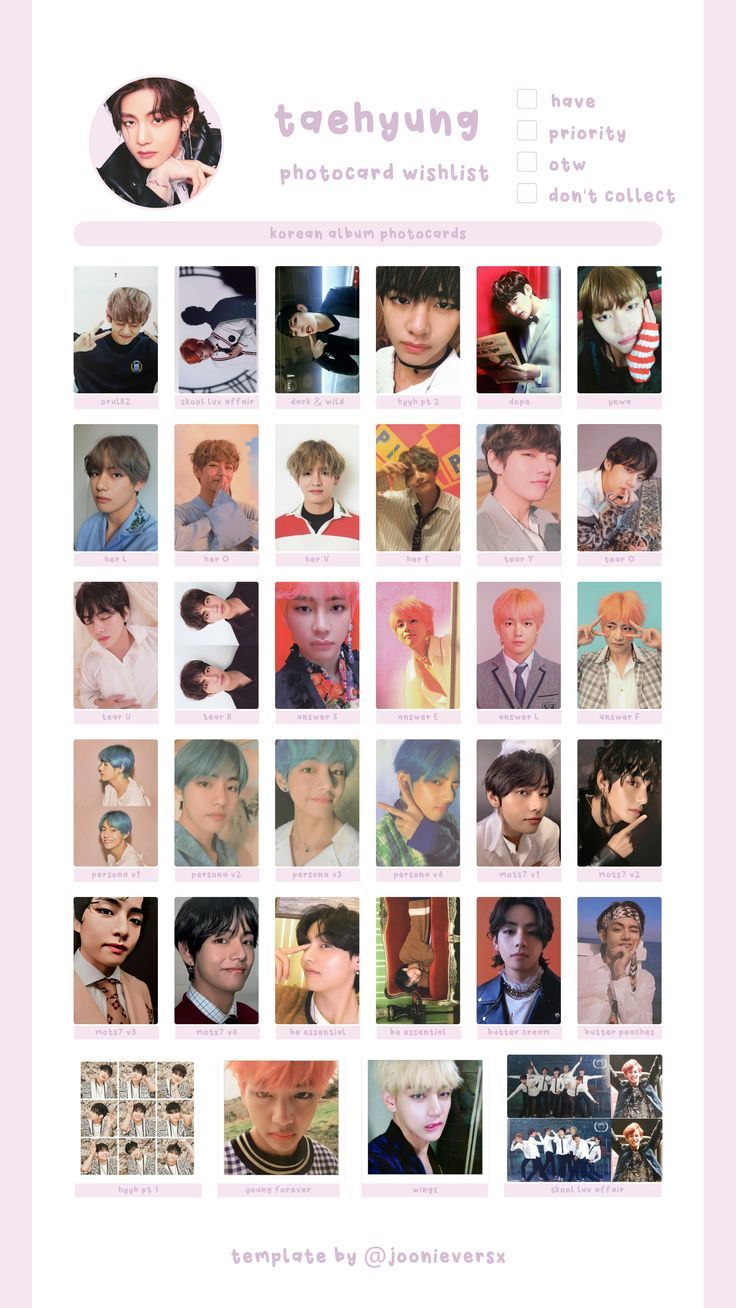 taehyung
photocard wishlist
have
priority
otw
don't collect
korean album photocards
orul82
skool luv affair
dark & wild
hyyh pt 2
dope
ynwa
her L
her O
her V
her E
tear Y
tear O
tear U
tear R
answer S
answer E
answer L
answer F
persona v1
persona v2
persona v3
persona v4
mots7 v1
mots7 v2
mots7 v3
mots7 v4
be essential
be essential
butter cream
butter peaches
hyyh pt 1
young forever
wings
skool luv affair
template by @joonieversx